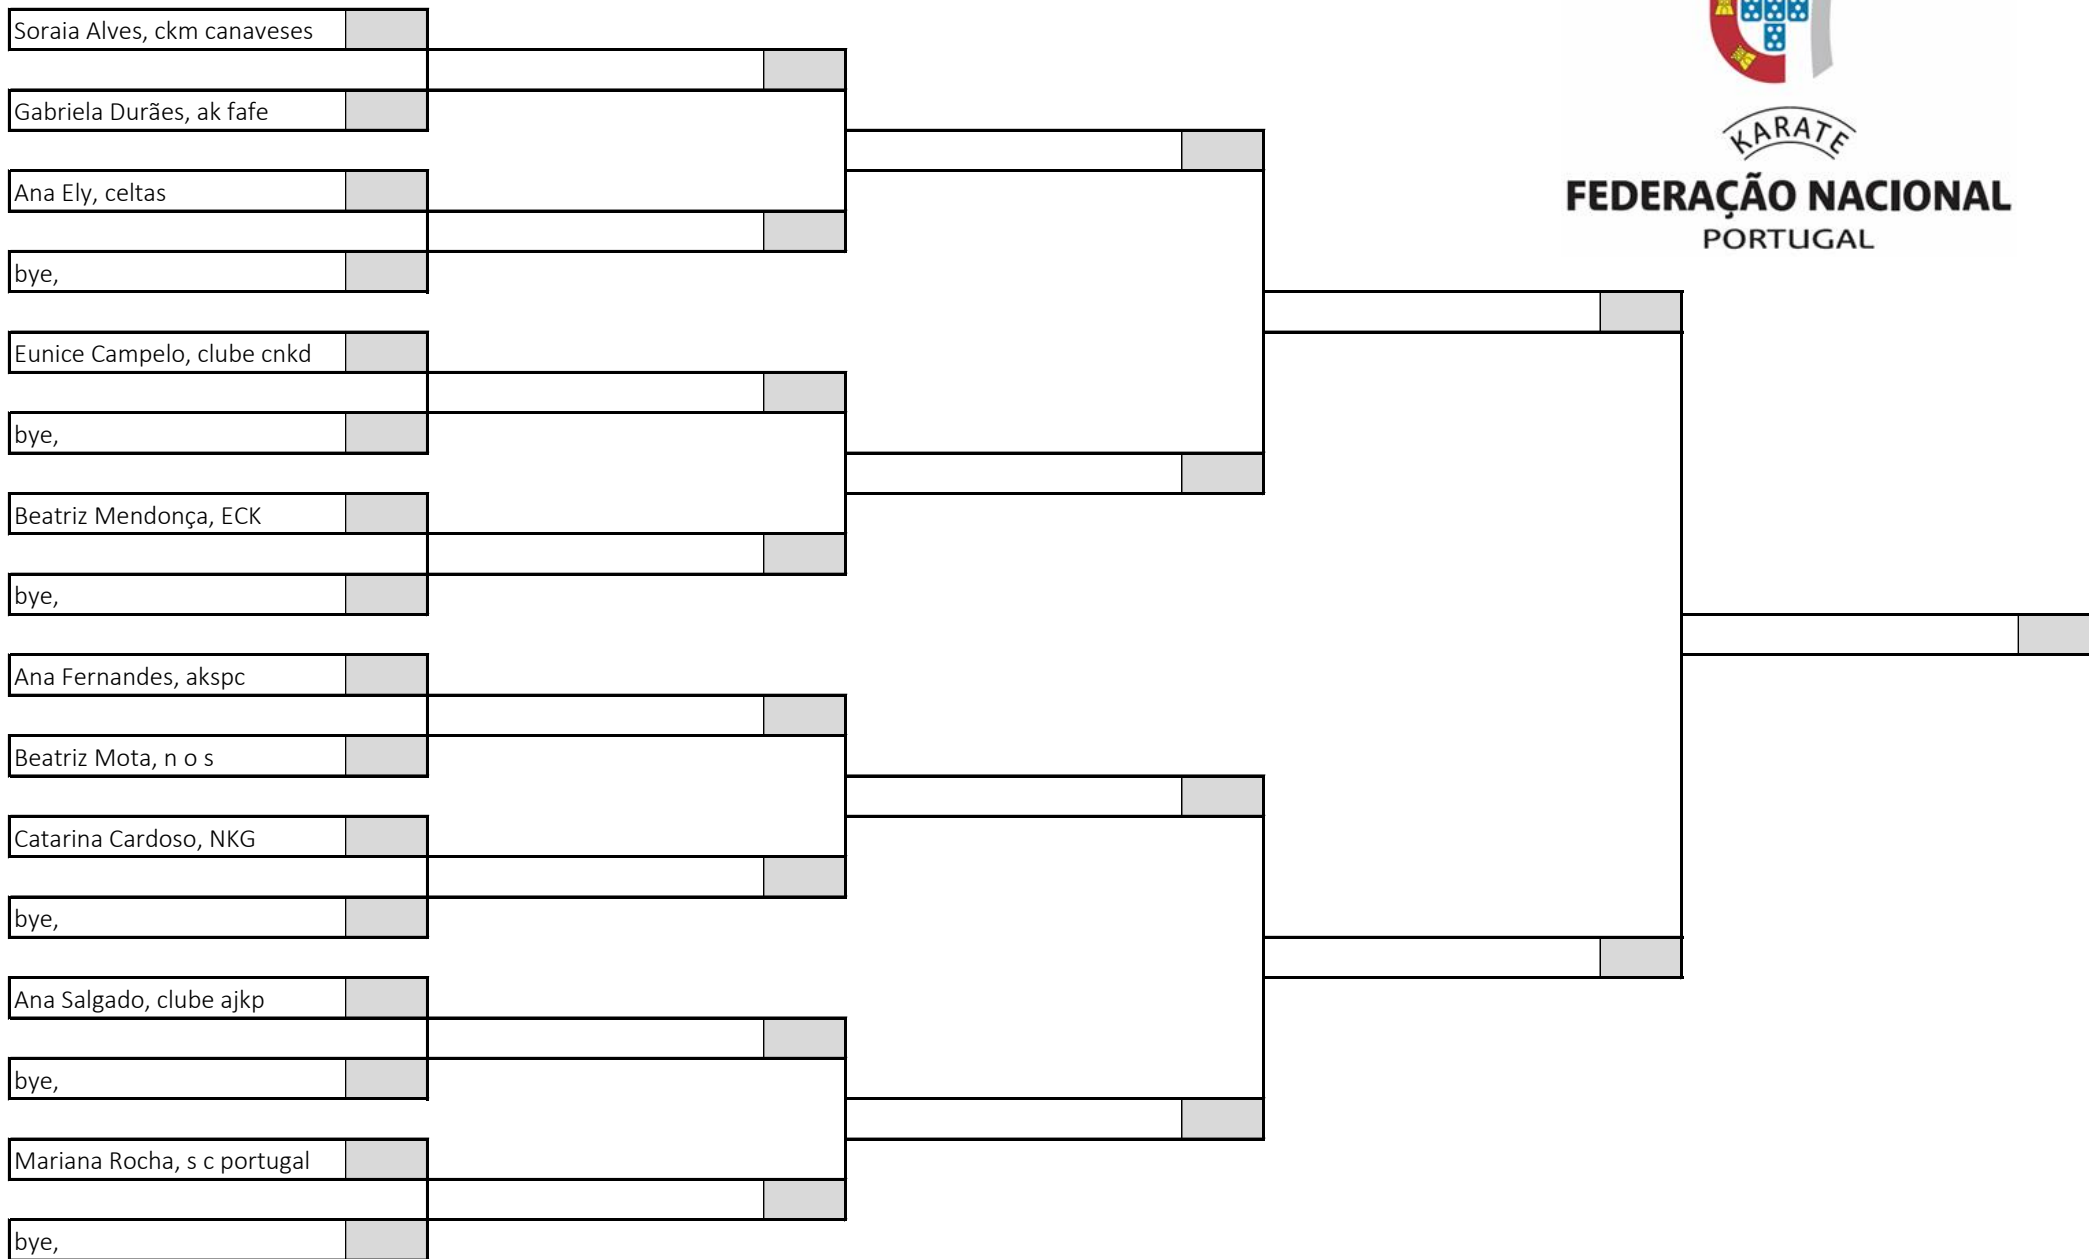 Soraia Alves, ckm canaveses
Gabriela Durães, ak fafe
Ana Ely, celtas
bye,
Eunice Campelo, clube cnkd
bye,
Beatriz Mendonça, ECK
bye,
Ana Fernandes, akspc
Beatriz Mota, n o s
Catarina Cardoso, NKG
bye,
Ana Salgado, clube ajkp
bye,
Mariana Rocha, s c portugal
bye,
KARATE
FEDERAÇÃO NACIONAL
PORTUGAL